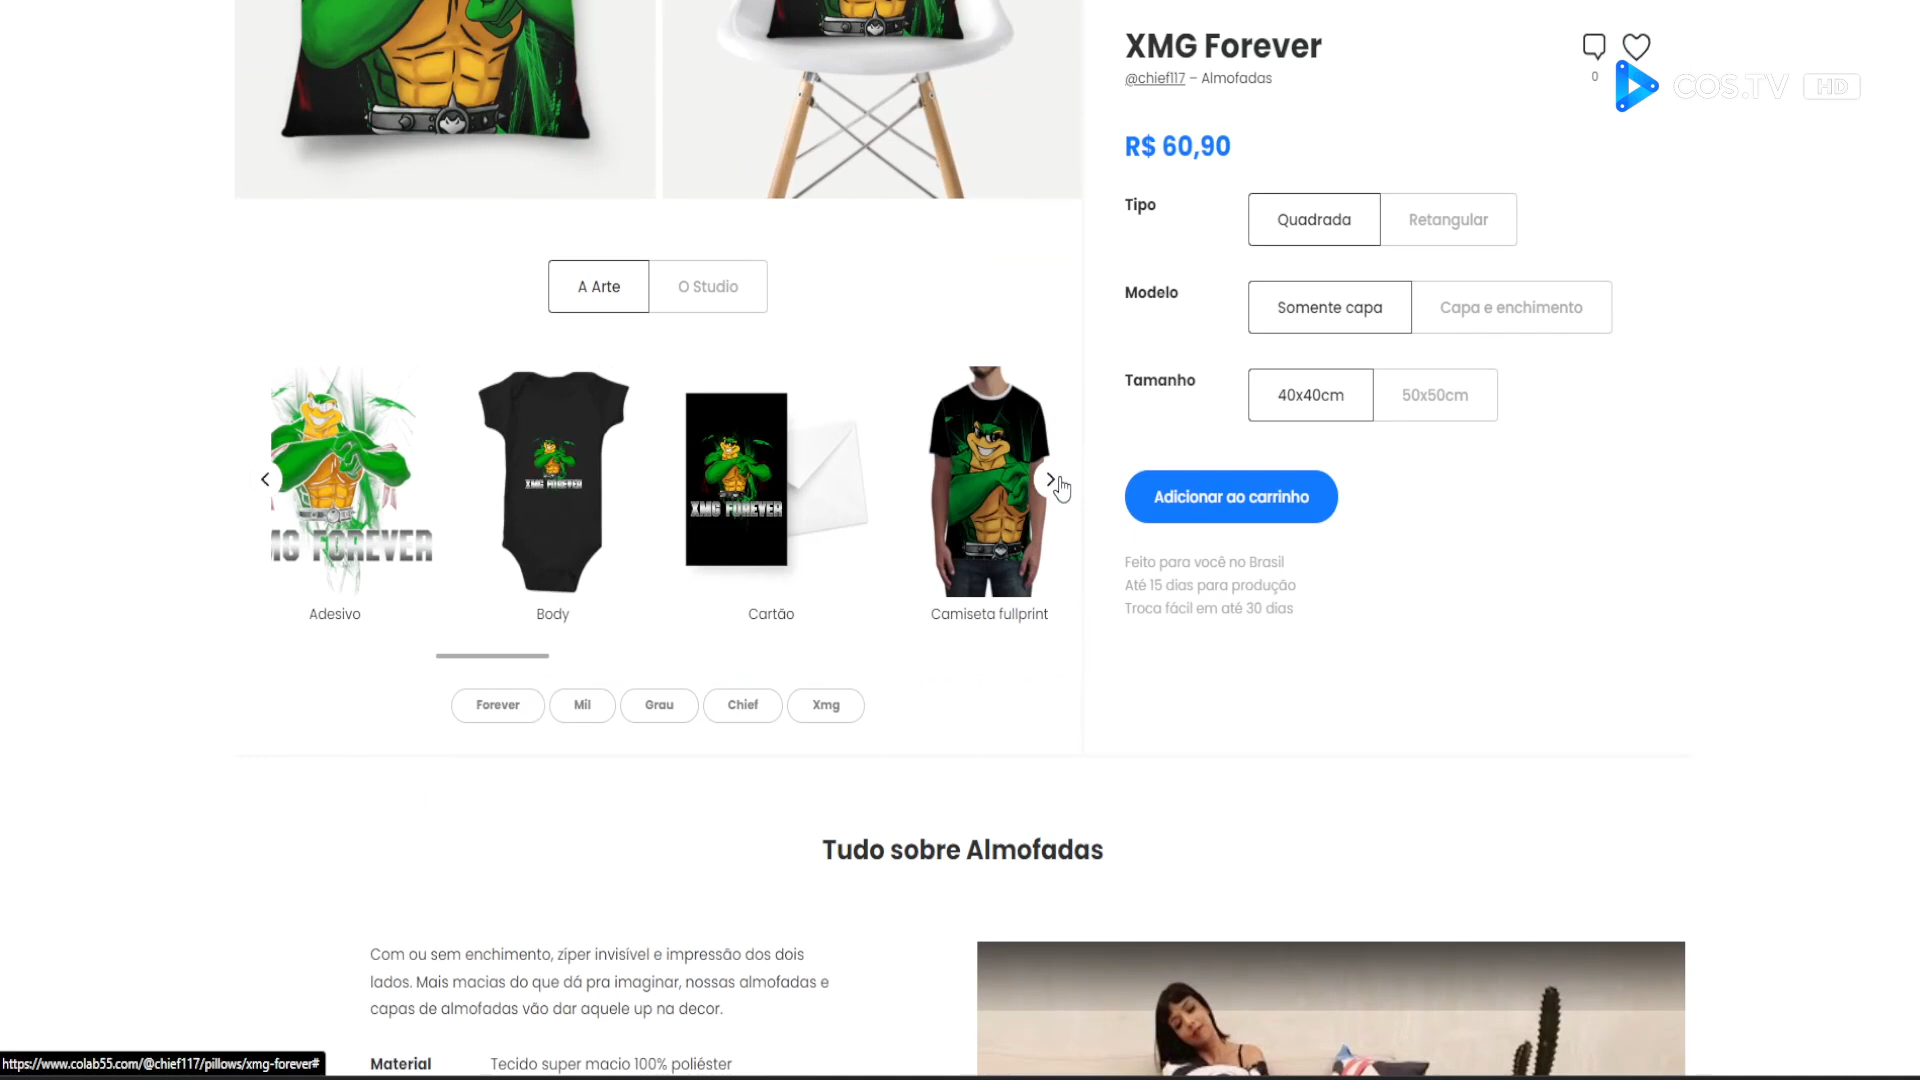 XMG Forever
@chief117 – Almofadas
0
COS.TV HD
R$ 60,90
Tipo
Quadrada
Retangular
Modelo
Somente capa
Capa e enchimento
Tamanho
40x40cm
50x50cm
Adicionar ao carrinho
Feito para você no Brasil
Até 15 dias para produção
Troca fácil em até 30 dias
A Arte
O Studio
MG FOREVER
XMG FOREVER
XMG FOREVER
Adesivo
Body
Cartão
Camiseta fullprint
Forever
Mil
Grau
Chief
Xmg
Tudo sobre Almofadas
Com ou sem enchimento, zíper invisível e impressão dos dois
lados. Mais macias do que dá pra imaginar, nossas almofadas e
capas de almofadas vão dar aquele up na decor.
Material
Tecido super macio 100% poliéster
https://www.colab55.com/@chief117/pillows/xmg-forever#